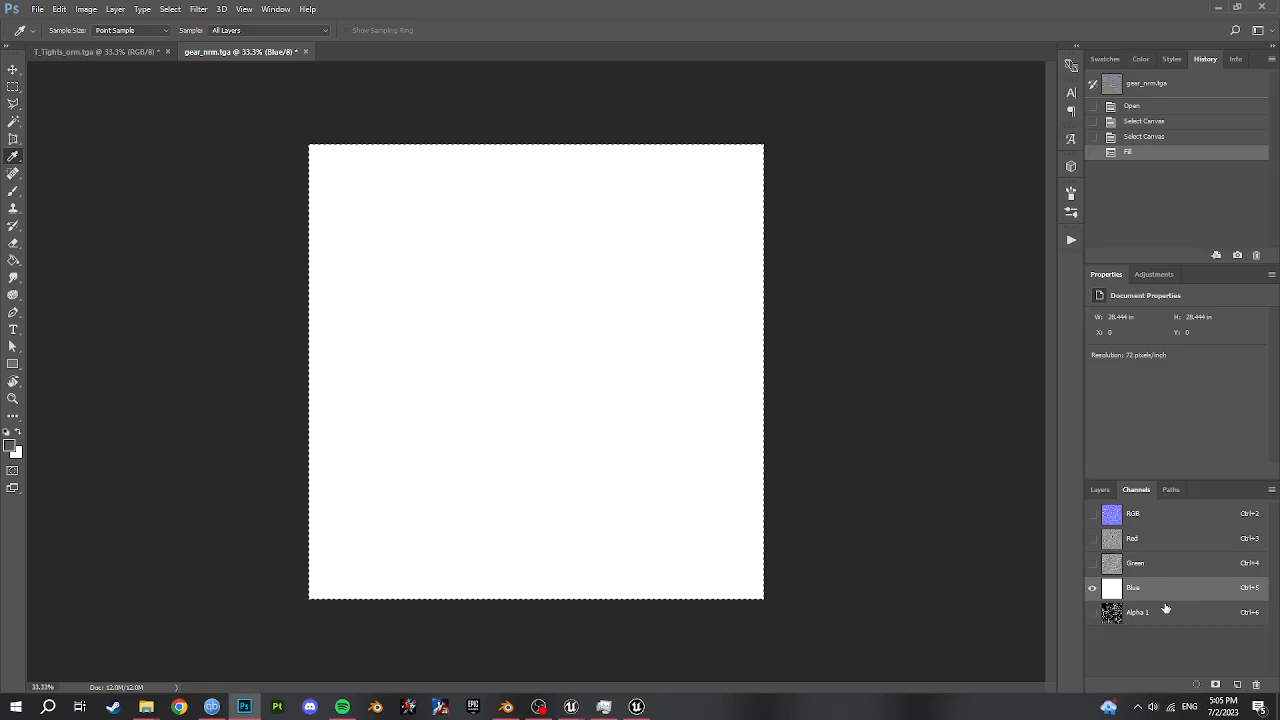 Ps File Edit Image Layer Type Select Filter 3D View Window Help
Sample Size: Point Sample Sample: All Layers Show Sampling Ring
T_Tights_orm.tga @ 33.3% (RGB/8) * × gear_nrm.tga @ 33.3% (Blue/8) * ×
Swatches Color Styles History Info
gear_nrm.tga
Open
Select Canvas
Select Canvas
Fill
Properties Adjustments
Document Properties
W: 28.444 in H: 28.444 in
X: 0 Y: 0
Resolution: 72 pixels/inch
Layers Channels Paths
RGB Ctrl+2
Red Ctrl+3
Green Ctrl+4
Blue Ctrl+5
Alpha 1 Ctrl+6
33.33% Doc: 12.0M/12.0M
Ps Pt EPIC
5:05 PM
7/2/2023